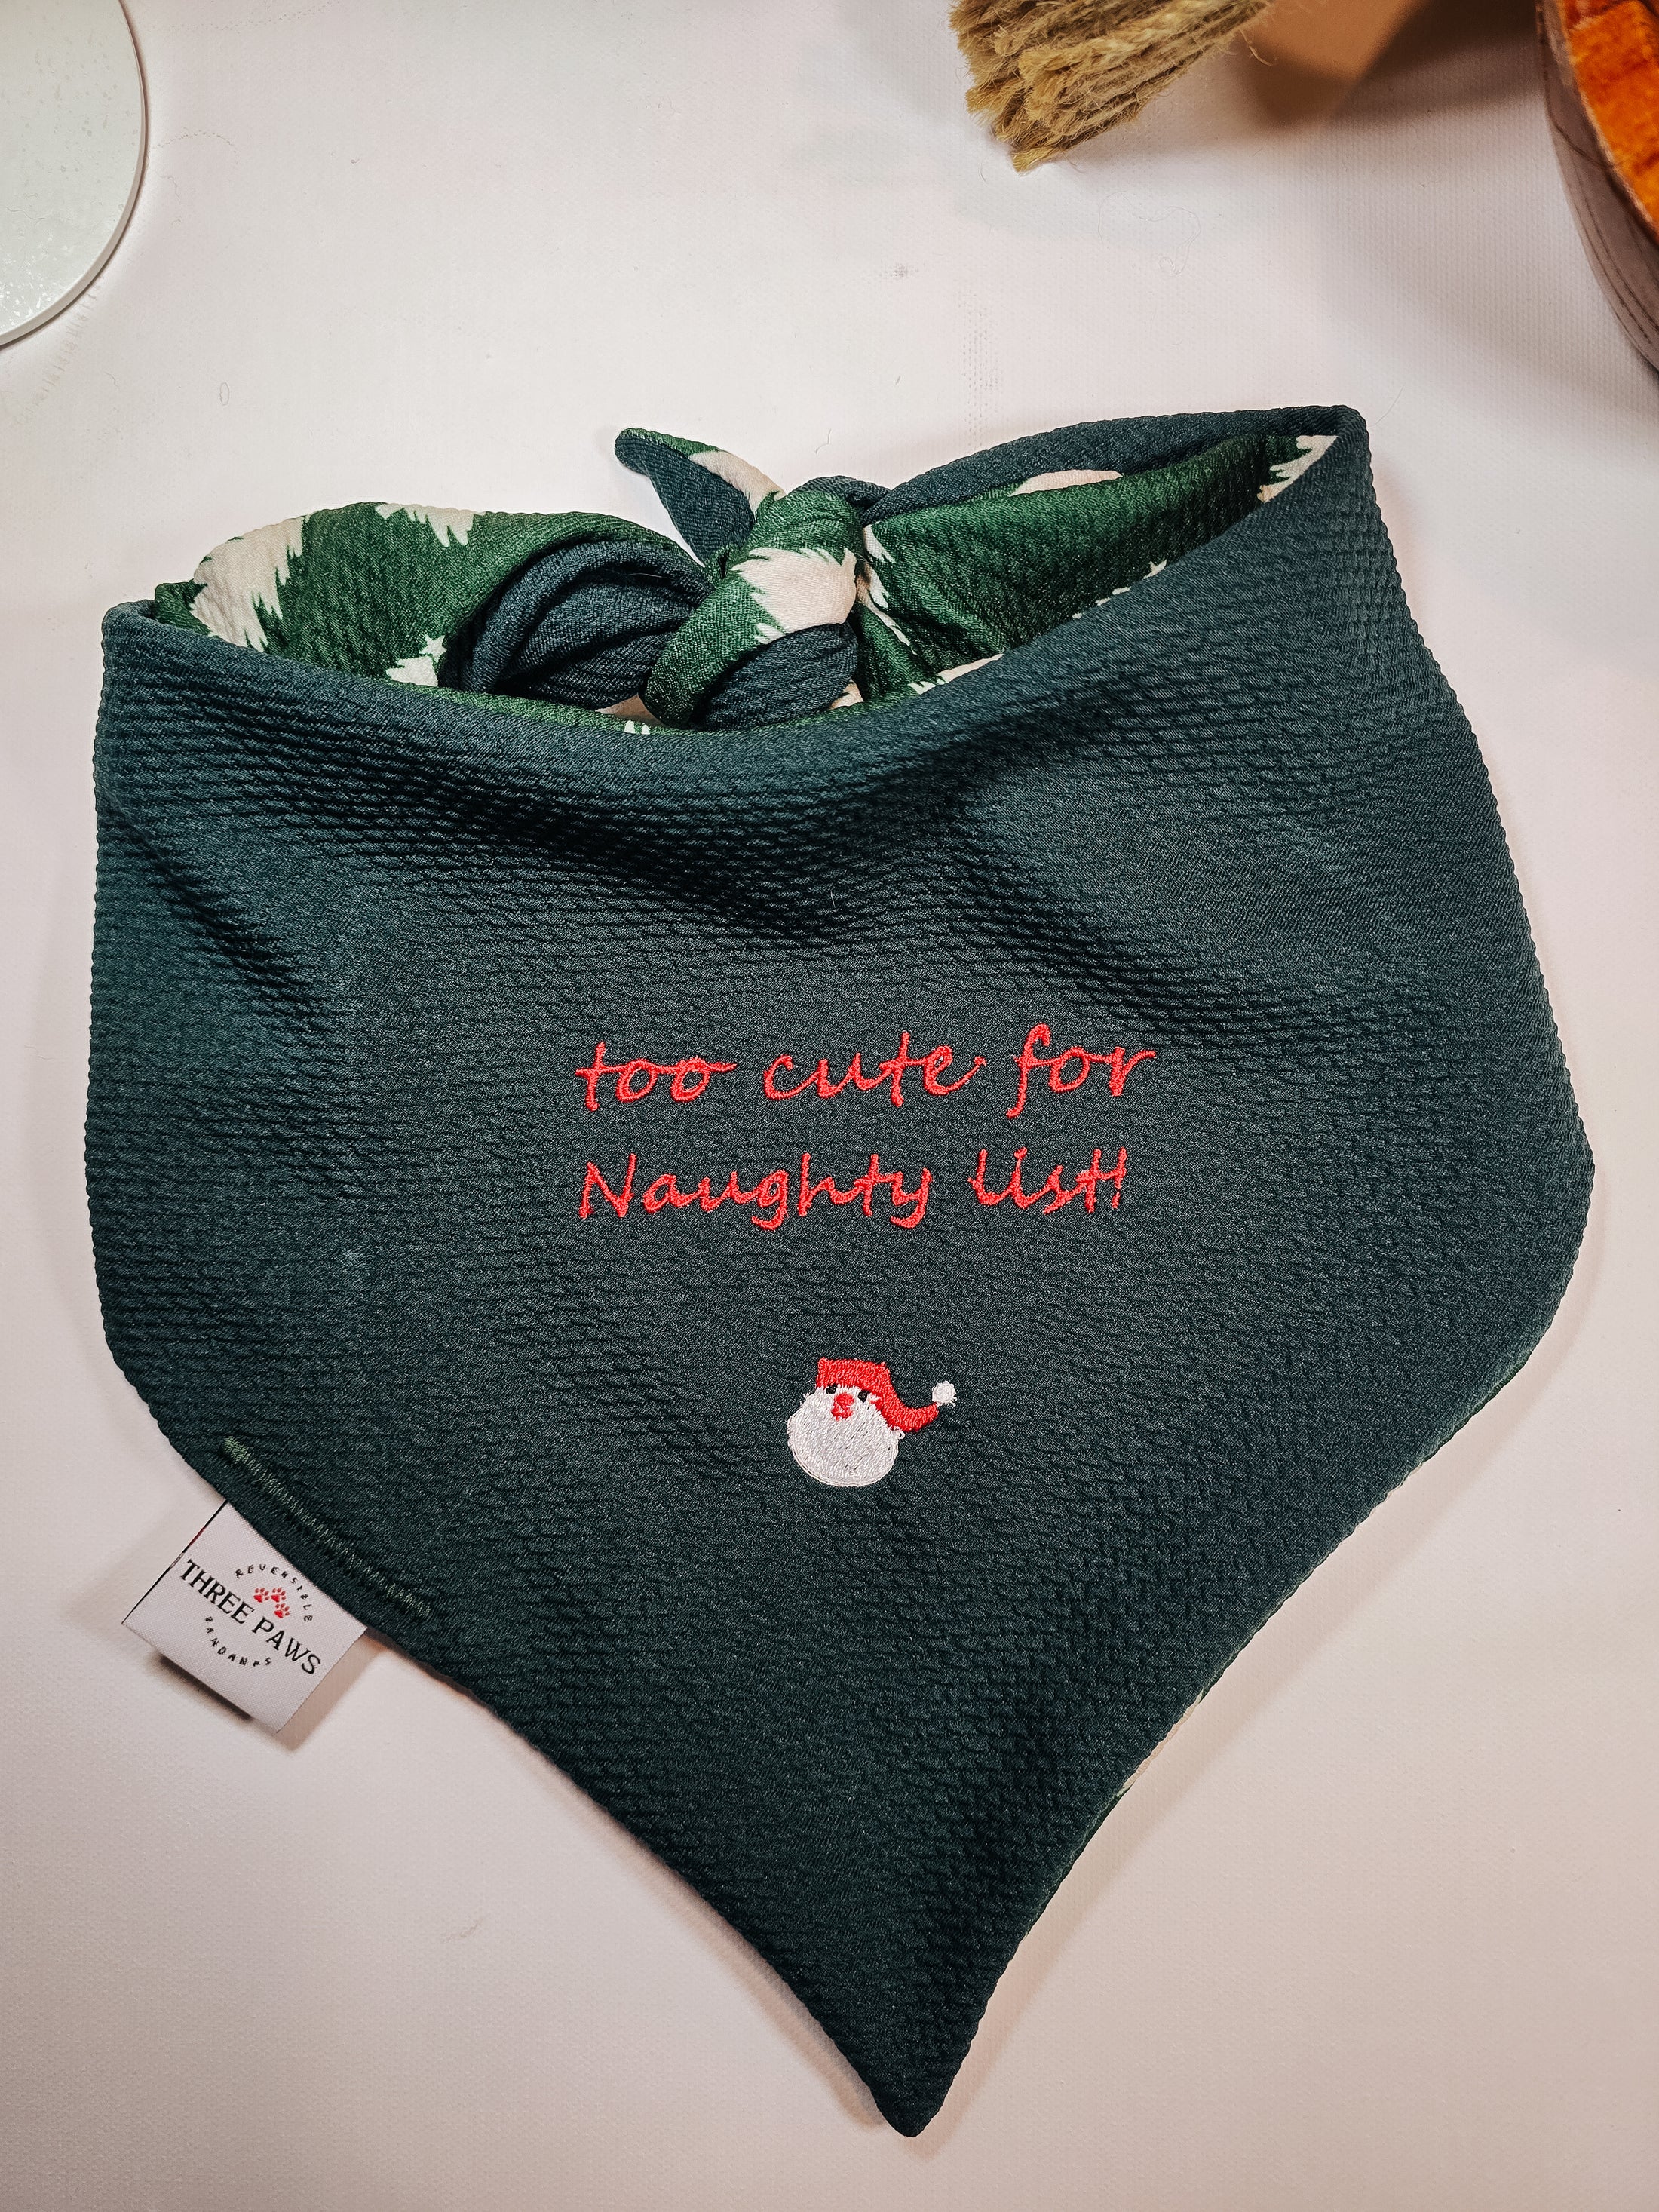 too cute for
Naughty list!
REVERSIBLE
THREE PAWS
BANDANAS